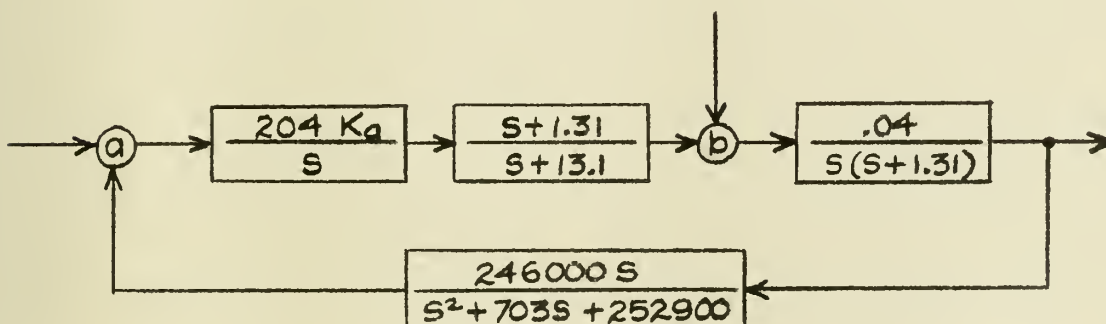 a
204 Ka
S
S+1.31
S+13.1
b
.04
S(S+1.31)
246000 S
S²+703S+252900